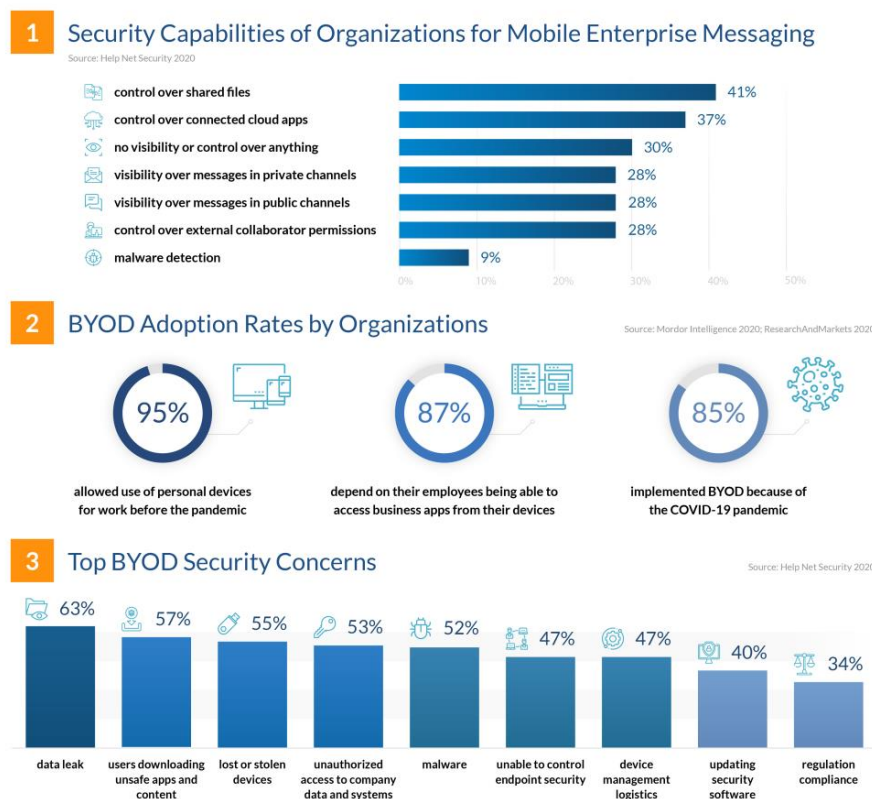 1
Security Capabilities of Organizations for Mobile Enterprise Messaging
Source: Help Net Security 2020
control over shared files 41%
control over connected cloud apps 37%
no visibility or control over anything 30%
visibility over messages in private channels 28%
visibility over messages in public channels 28%
control over external collaborator permissions 28%
malware detection 9%
0% 10% 20% 30% 40% 50%
2
BYOD Adoption Rates by Organizations
Source: Mordor Intelligence 2020; ResearchAndMarkets 2020
95%
allowed use of personal devices
for work before the pandemic
87%
depend on their employees being able to
access business apps from their devices
85%
implemented BYOD because of
the COVID-19 pandemic
3
Top BYOD Security Concerns
Source: Help Net Security 2020
63%
data leak
57%
users downloading
unsafe apps and
content
55%
lost or stolen
devices
53%
unauthorized
access to company
data and systems
52%
malware
47%
unable to control
endpoint security
47%
device
management
logistics
40%
updating
security
software
34%
regulation
compliance